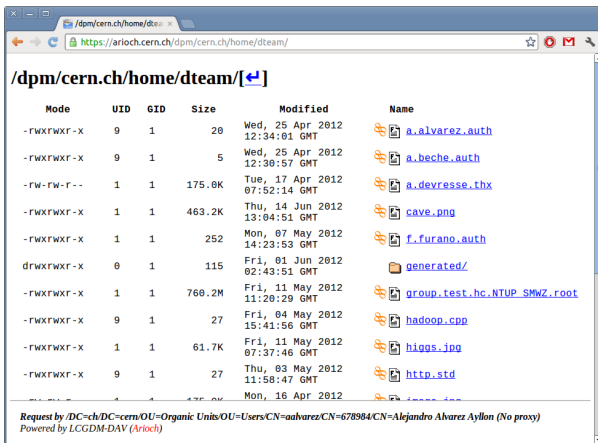 /dpm/cern.ch/home/dtea
https://arioch.cern.ch/dpm/cern.ch/home/dteam/
/dpm/cern.ch/home/dteam/[↵]
Mode UID GID Size Modified Name
-rwxrwxr-x 9 1 20 Wed, 25 Apr 2012 12:34:01 GMT a.alvarez.auth
-rwxrwxr-x 9 1 5 Wed, 25 Apr 2012 12:30:57 GMT a.beche.auth
-rw-rw-r-- 1 1 175.0K Tue, 17 Apr 2012 07:52:14 GMT a.devresse.thx
-rwxrwxr-x 1 1 463.2K Thu, 14 Jun 2012 13:04:51 GMT cave.png
-rwxrwxr-x 1 1 252 Mon, 07 May 2012 14:23:53 GMT f.furano.auth
drwxrwxr-x 0 1 115 Fri, 01 Jun 2012 02:43:51 GMT generated/
-rwxrwxr-x 1 1 760.2M Fri, 11 May 2012 11:20:29 GMT group.test.hc.NTUP_SMWZ.root
-rwxrwxr-x 9 1 27 Fri, 04 May 2012 15:41:56 GMT hadoop.cpp
-rwxrwxr-x 1 1 61.7K Fri, 11 May 2012 07:37:46 GMT higgs.jpg
-rwxrwxr-x 9 1 27 Thu, 03 May 2012 11:58:47 GMT http.std
Mon, 16 Apr 2012
Request by /DC=ch/DC=cern/OU=Organic Units/OU=Users/CN=aalvarez/CN=678984/CN=Alejandro Alvarez Ayllon (No proxy)
Powered by LCGDM-DAV (Arioch)